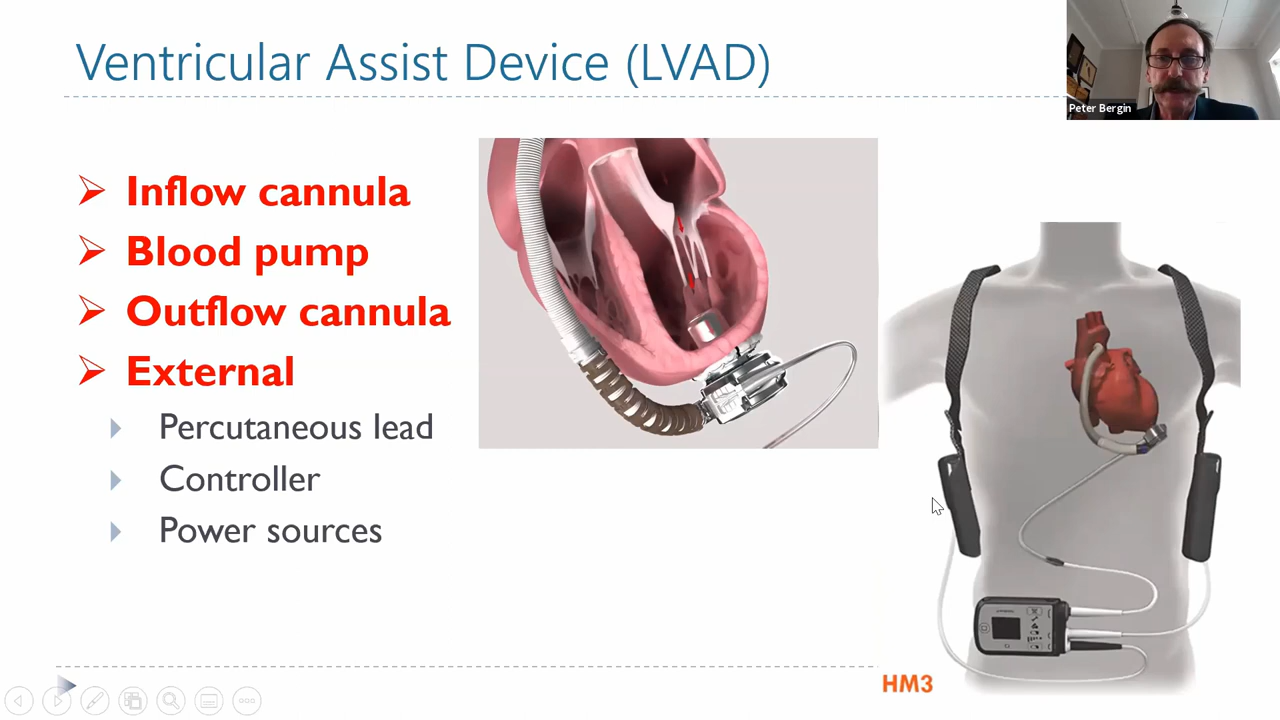 Ventricular Assist Device (LVAD)
Peter Bergin
Inflow cannula
Blood pump
Outflow cannula
External
Percutaneous lead
Controller
Power sources
HM3